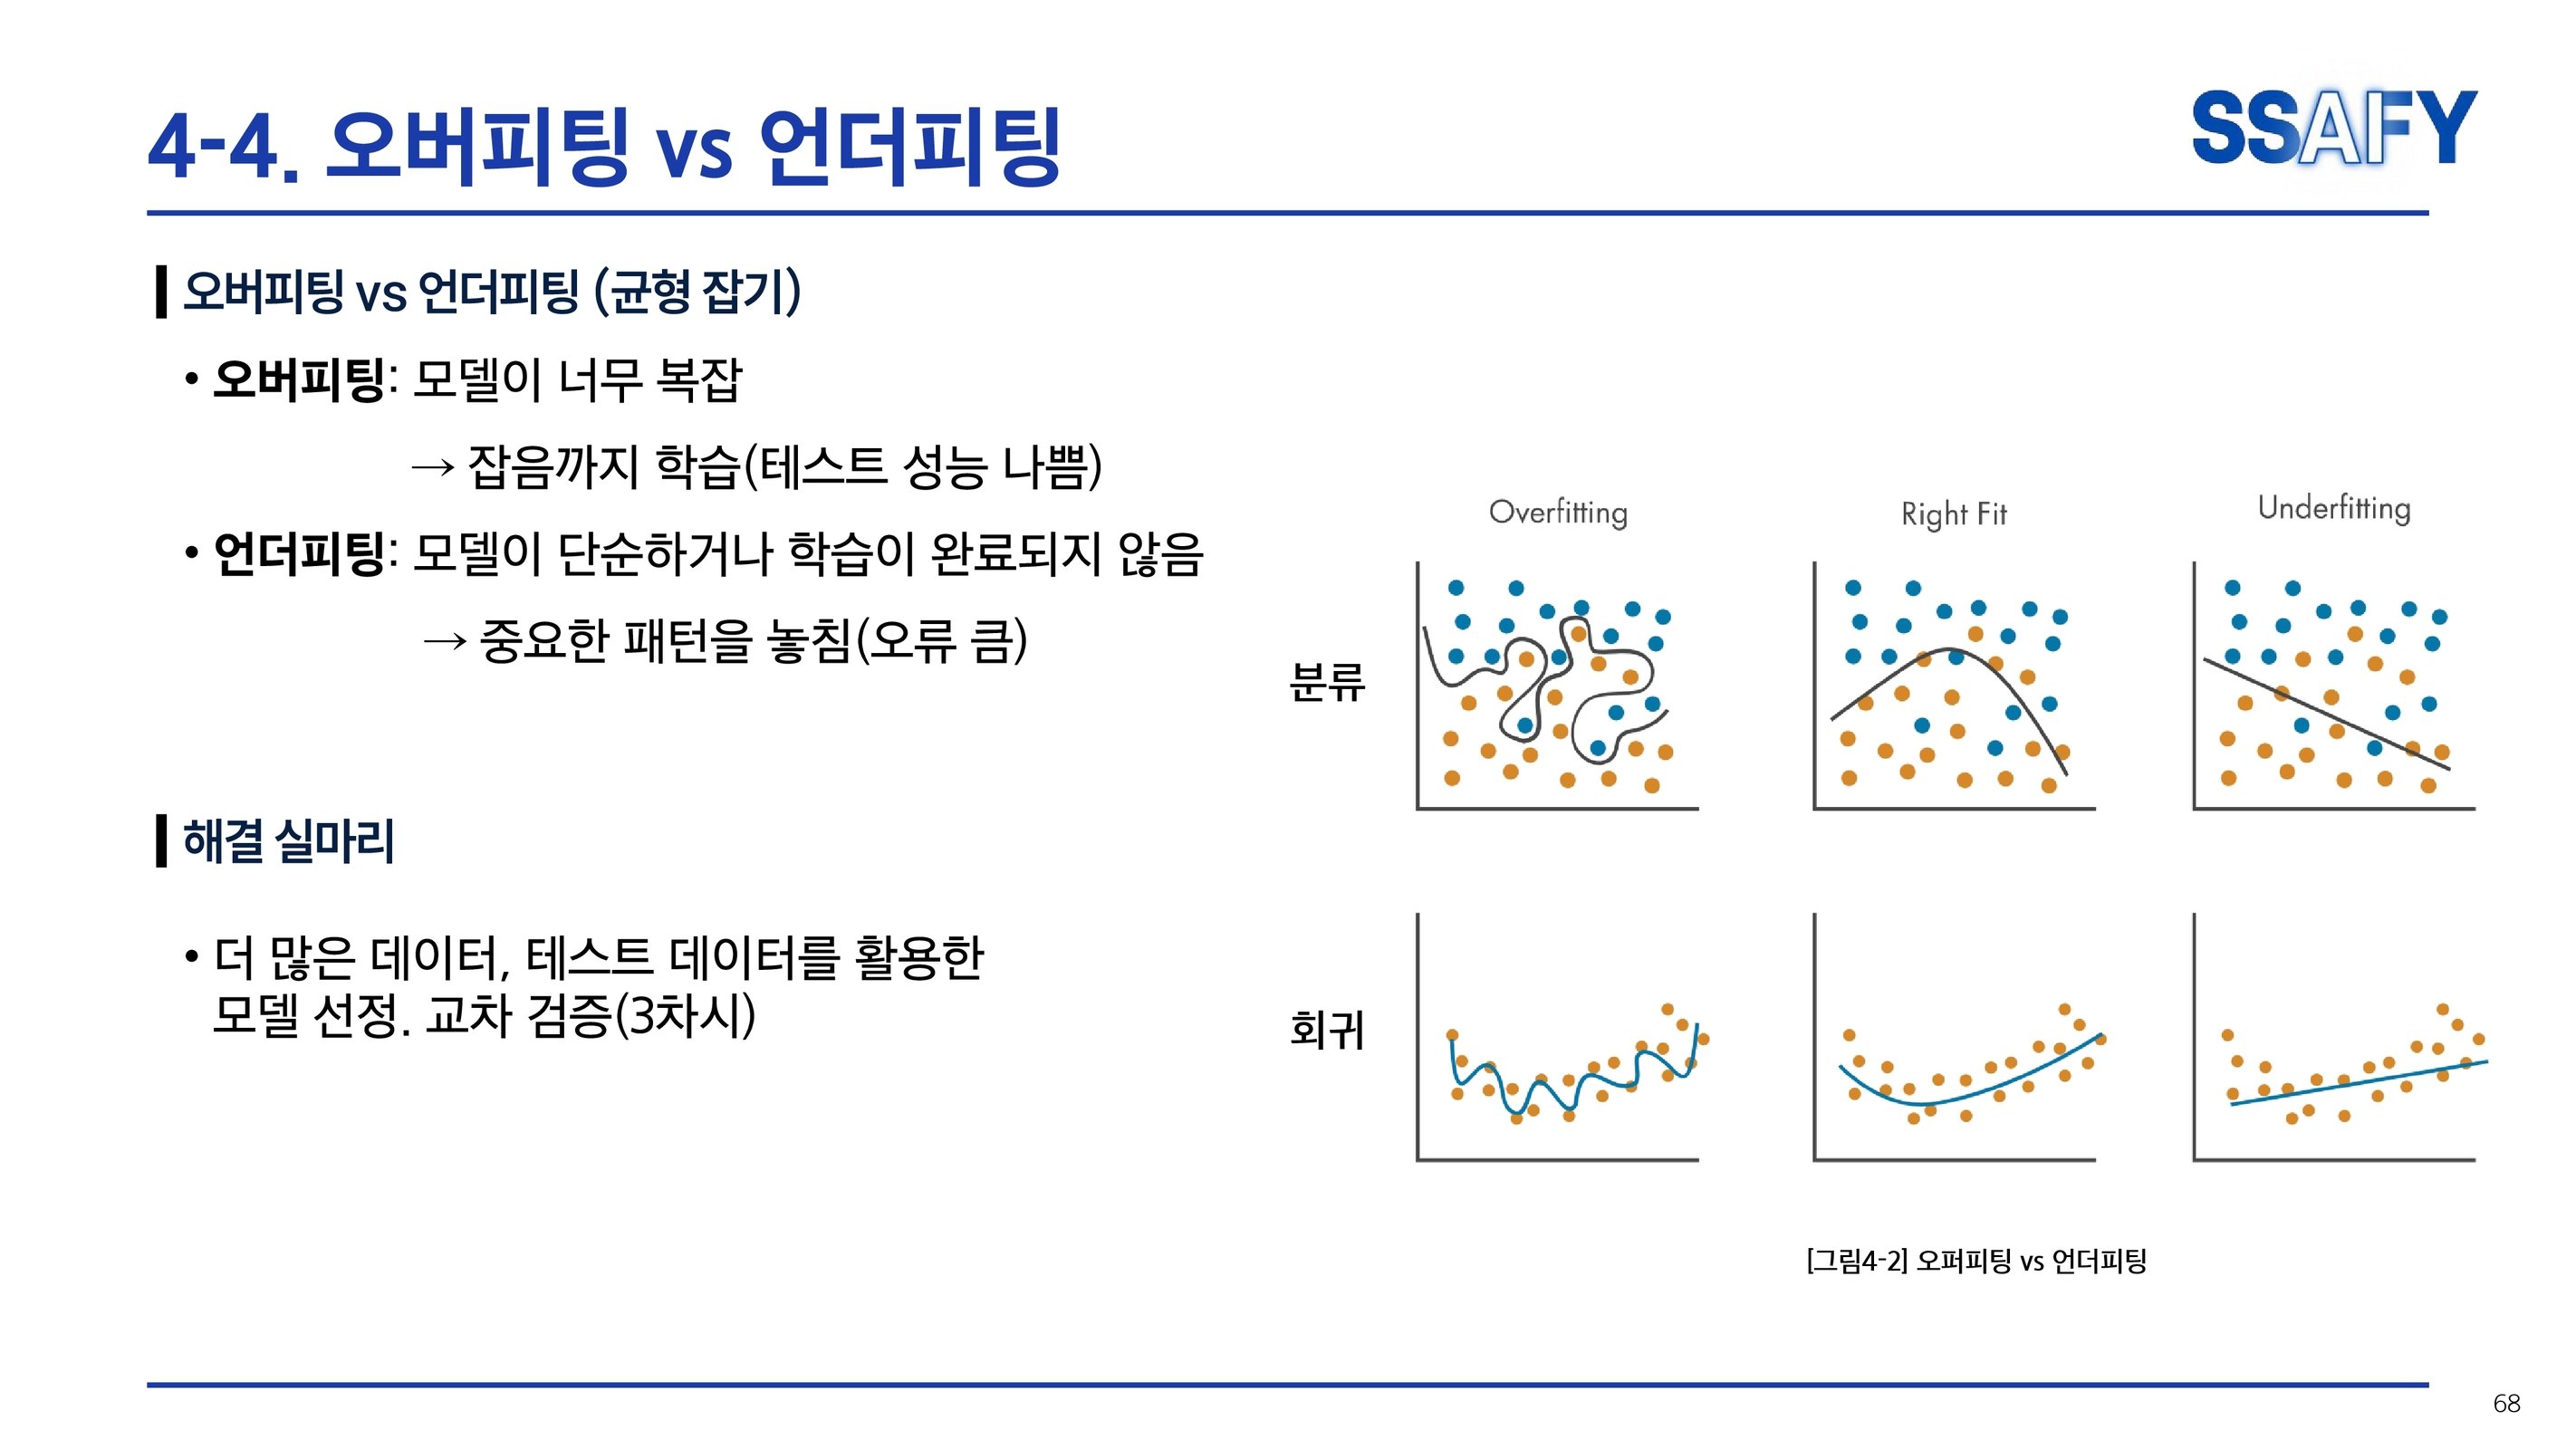 4-4. 오버피팅 vs 언더피팅
SSAFY
오버피팅 vs 언더피팅 (균형 잡기)
• 오버피팅: 모델이 너무 복잡
→ 잡음까지 학습(테스트 성능 나쁨)
• 언더피팅: 모델이 단순하거나 학습이 완료되지 않음
→ 중요한 패턴을 놓침(오류 큼)
해결 실마리
• 더 많은 데이터, 테스트 데이터를 활용한
모델 선정. 교차 검증(3차시)
Overfitting
Right Fit
Underfitting
분류
회귀
[그림4-2] 오퍼피팅 vs 언더피팅
68